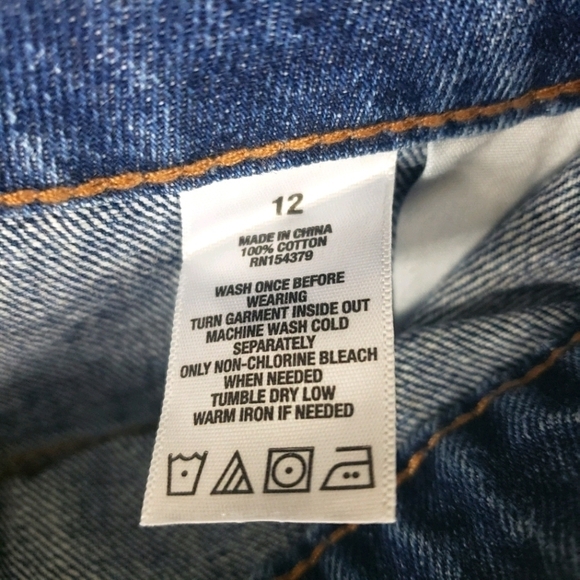 12
MADE IN CHINA
100% COTTON
RN154379
WASH ONCE BEFORE
WEARING
TURN GARMENT INSIDE OUT
MACHINE WASH COLD
SEPARATELY
ONLY NON-CHLORINE BLEACH
WHEN NEEDED
TUMBLE DRY LOW
WARM IRON IF NEEDED